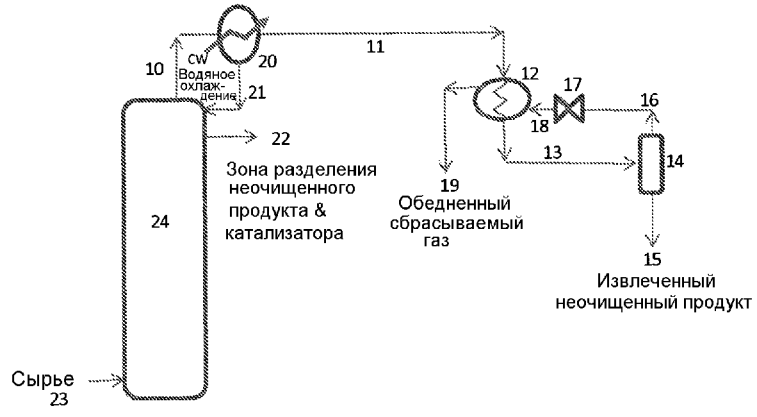 11
CW
20
10
Водяное
охлаж-
дение
21
12
17
16
18
22
13
14
Зона разделения
неочищенного
продукта &
катализатора
19
Обедненный
сбрасываемый
газ
24
15
Извлеченный
неочищенный продукт
Сырье
23